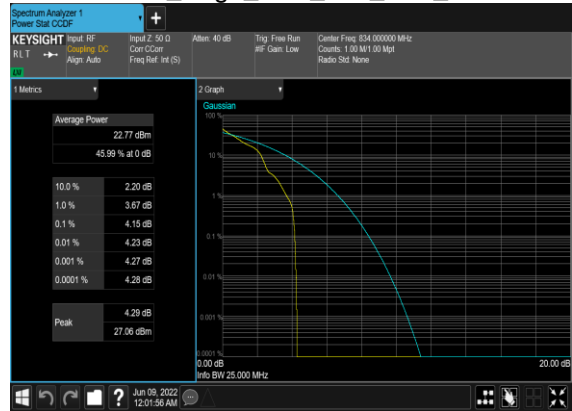 Spectrum Analyzer 1
Power Stat CCDF
KEYSIGHT
RLT
Input: RF
Coupling: DC
Align: Auto
Input Z: 50 Ω
Corr CCorr
Freq Ref: Int (S)
Atten: 40 dB
Trig: Free Run
#IF Gain: Low
Center Freq: 834.000000 MHz
Counts: 1.00 M/1.00 Mpt
Radio Std: None
1 Metrics
Average Power
22.77 dBm
45.99 % at 0 dB
10.0 % 2.20 dB
1.0 % 3.67 dB
0.1 % 4.15 dB
0.01 % 4.23 dB
0.001 % 4.27 dB
0.0001 % 4.28 dB
Peak
4.29 dB
27.06 dBm
2 Graph
Gaussian
100 %
10 %
1 %
0.1 %
0.01 %
0.001 %
0.0001 %
0.00 dB 20.00 dB
Info BW 25.000 MHz
?
Jun 09, 2022
12:01:56 AM